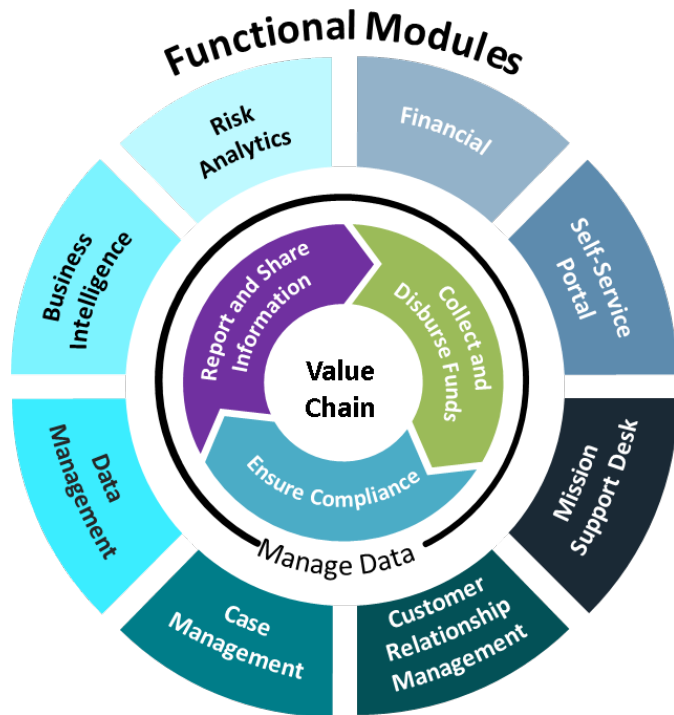 Functional Modules
Risk
Analytics
Financial
Self-Service
Portal
Mission
Support Desk
Customer
Relationship
Management
Case
Management
Data
Management
Business
Intelligence
Report and Share
Information
Collect and
Disburse Funds
Ensure Compliance
Value
Chain
Manage Data